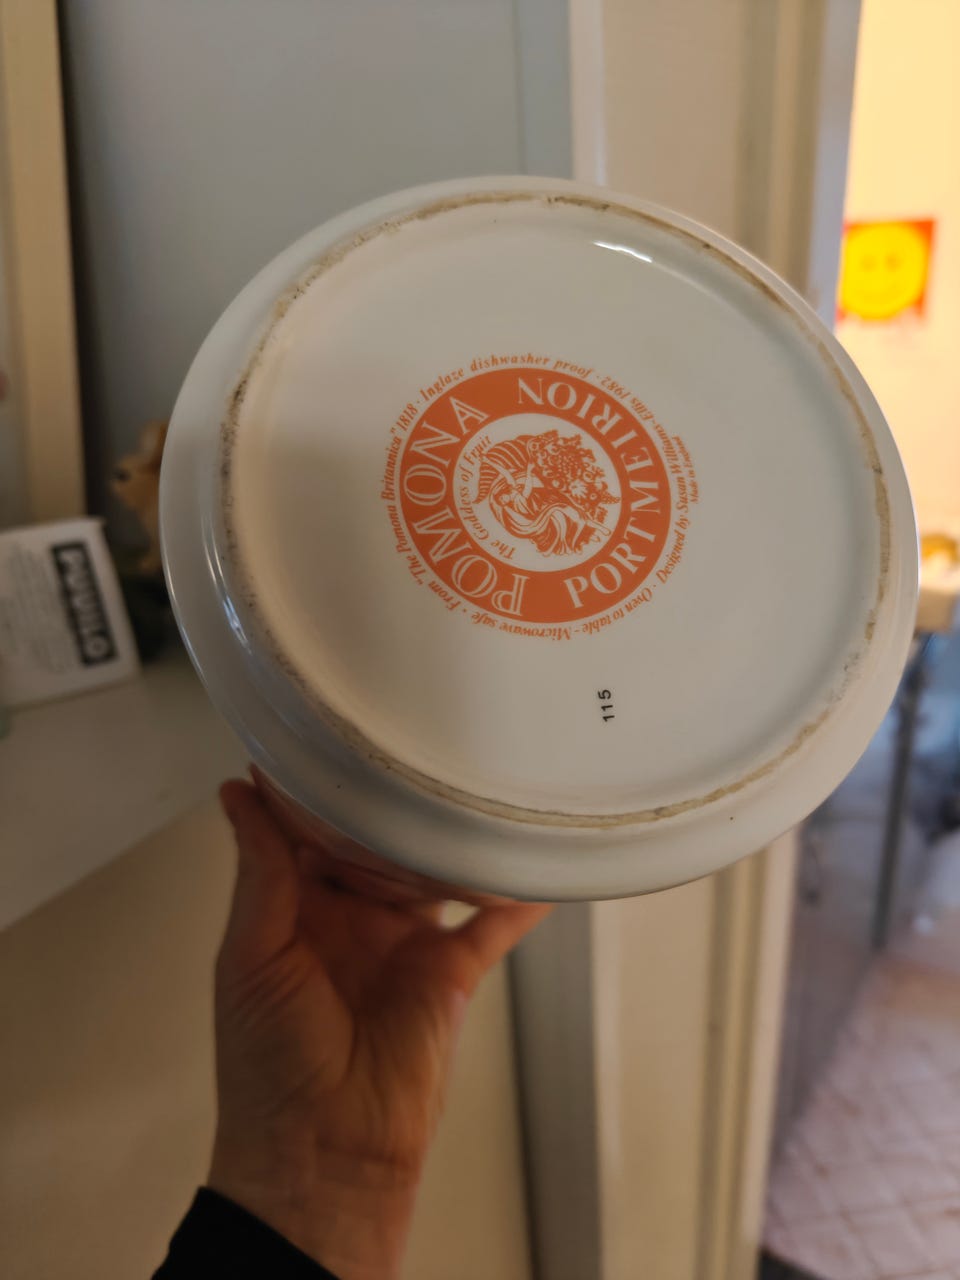 POMONA
PORTMEIRION
The Goddess of Fruit
From "The Pomona Britannica" 1818 · Inglaze dishwasher proof · Designed by Susan Williams-Ellis 1982 · Oven to table - Microwave safe ·
Made in England
115